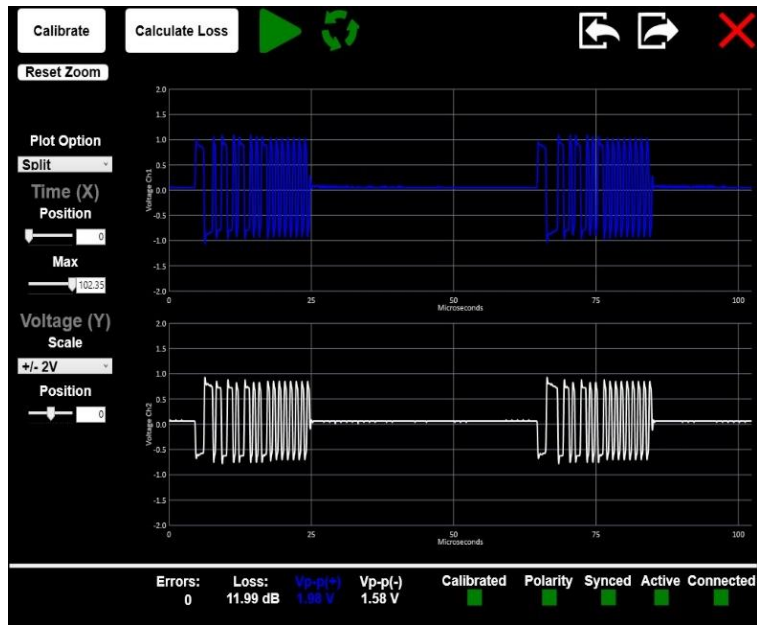 Calibrate
Calculate Loss
Reset Zoom
Plot Option
Split
Time (X)
Position
0
Max
102.35
Voltage (Y)
Scale
+/- 2V
Position
0
2.0
1.5
1.0
0.5
0.0
-0.5
-1.0
-1.5
-2.0
Voltage Ch1
0 25 50 75 100
Microseconds
2.0
1.5
1.0
0.5
0.0
-0.5
-1.0
-1.5
-2.0
Voltage Ch2
0 25 50 75 100
Microseconds
Errors: Loss: Vp-p(+) Vp-p(-) Calibrated Polarity Synced Active Connected
0 11.99 dB 1.98 V 1.58 V